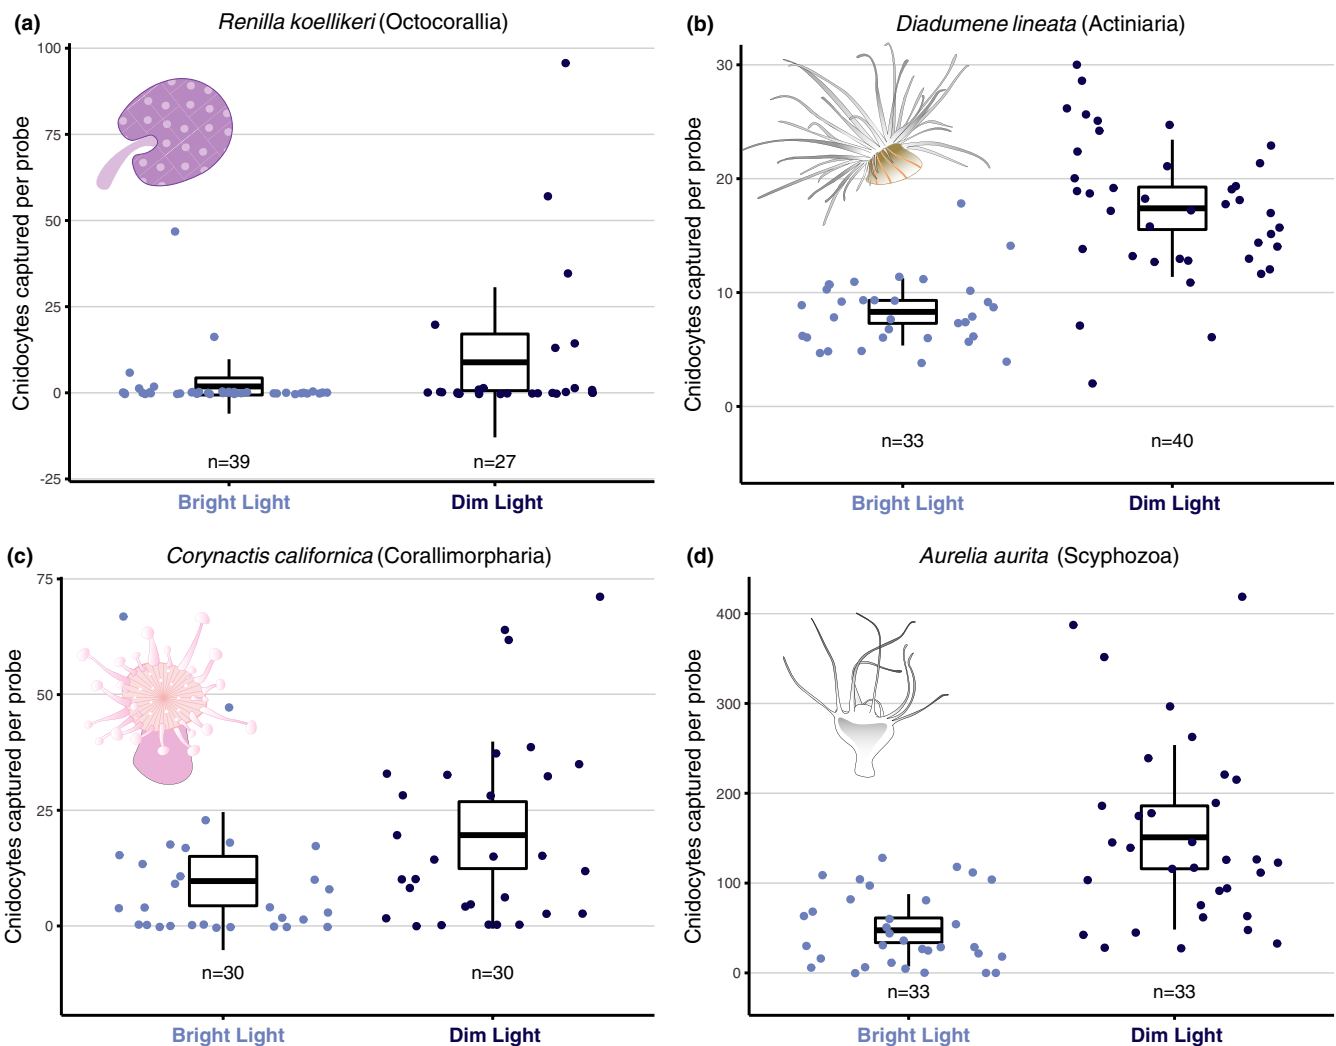 (a) Renilla koellikeri (Octocorallia)
Cnidocytes captured per probe
100
75
50
25
0
-25
n=39 n=27
Bright Light Dim Light
(b) Diadumene lineata (Actiniaria)
Cnidocytes captured per probe
30
20
10
0
n=33 n=40
Bright Light Dim Light
(c) Corynactis californica (Corallimorpharia)
Cnidocytes captured per probe
75
50
25
0
n=30 n=30
Bright Light Dim Light
(d) Aurelia aurita (Scyphozoa)
Cnidocytes captured per probe
400
300
200
100
0
n=33 n=33
Bright Light Dim Light